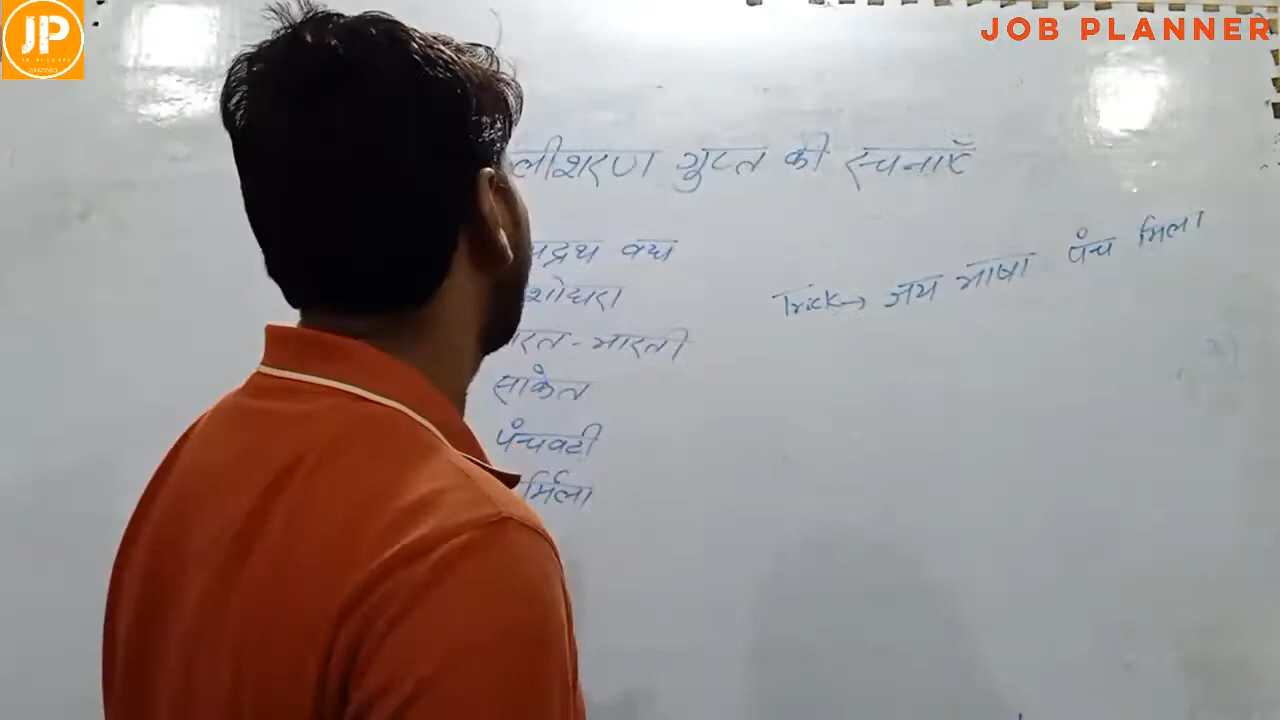 JP
JOB PLANNER
लीशरण गुप्त की रचनाएँ
द्रथ वध
शोधरा
Trick→ जय भाषा पंच मिला
रत-भारती
साकेत
पंचवटी
र्मिला